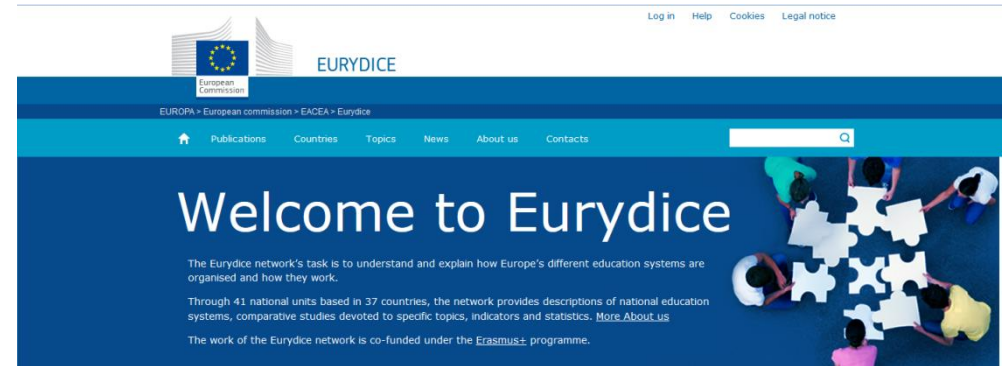 Log in Help Cookies Legal notice
European
Commission
EURYDICE
EUROPA > European commission > EACEA > Eurydice
Publications Countries Topics News About us Contacts
Welcome to Eurydice
The Eurydice network's task is to understand and explain how Europe's different education systems are
organised and how they work.
Through 41 national units based in 37 countries, the network provides descriptions of national education
systems, comparative studies devoted to specific topics, indicators and statistics. More About us
The work of the Eurydice network is co-funded under the Erasmus+ programme.